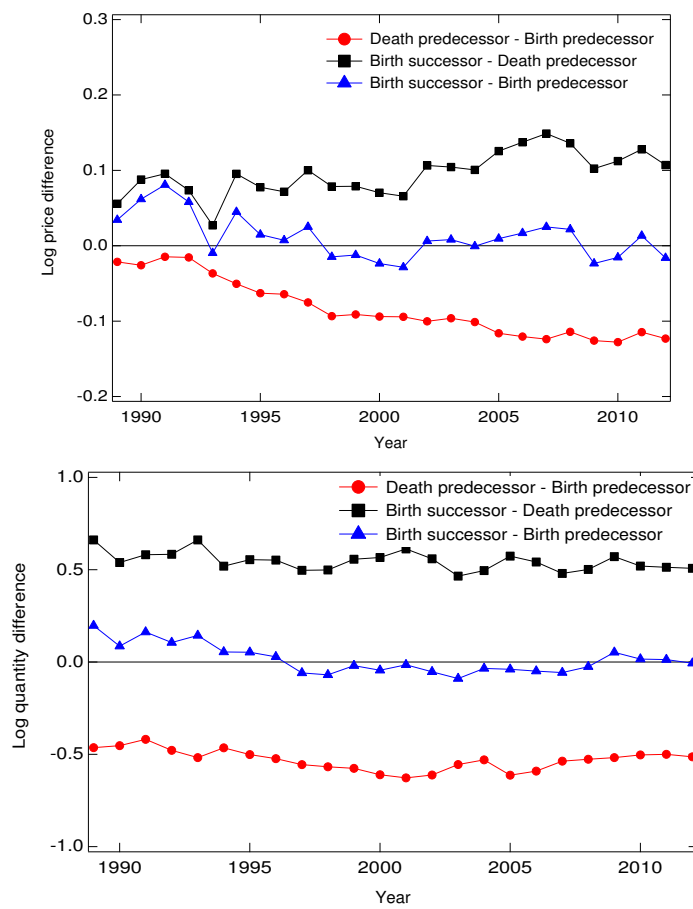 Death predecessor - Birth predecessor
Birth successor - Death predecessor
Birth successor - Birth predecessor
0.3
0.2
0.1
0.0
-0.1
-0.2
Log price difference
1990
1995
2000
2005
2010
Year
Death predecessor - Birth predecessor
Birth successor - Death predecessor
Birth successor - Birth predecessor
1.0
0.5
0.0
-0.5
-1.0
Log quantity difference
1990
1995
2000
2005
2010
Year